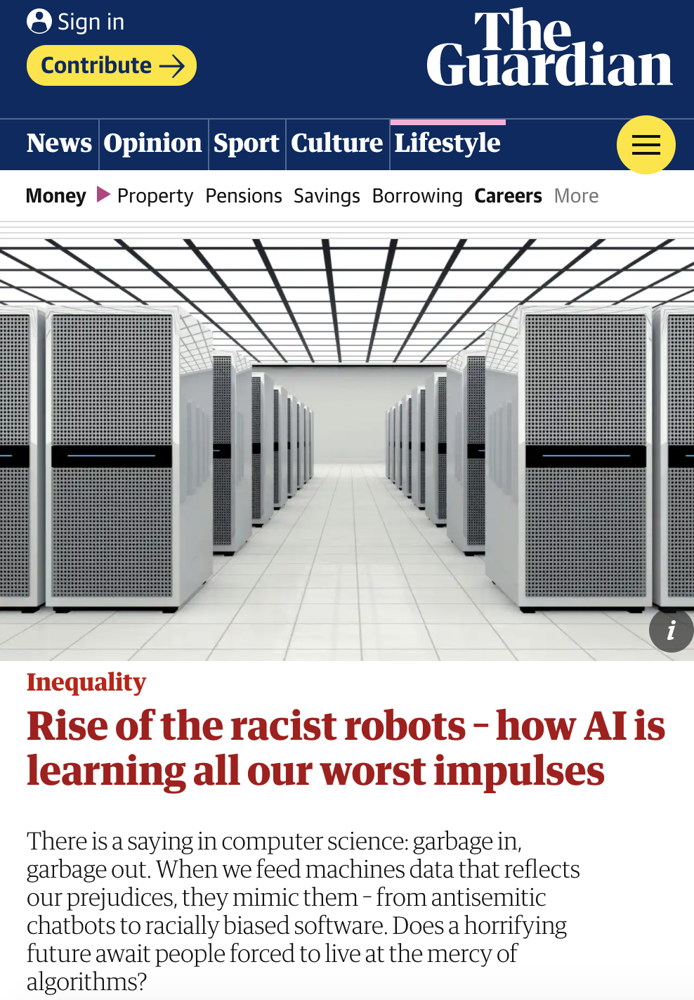 Sign in
Contribute
The
Guardian
News Opinion Sport Culture Lifestyle
Money Property Pensions Savings Borrowing Careers More
i
Inequality
Rise of the racist robots – how AI is
learning all our worst impulses
There is a saying in computer science: garbage in,
garbage out. When we feed machines data that reflects
our prejudices, they mimic them – from antisemitic
chatbots to racially biased software. Does a horrifying
future await people forced to live at the mercy of
algorithms?